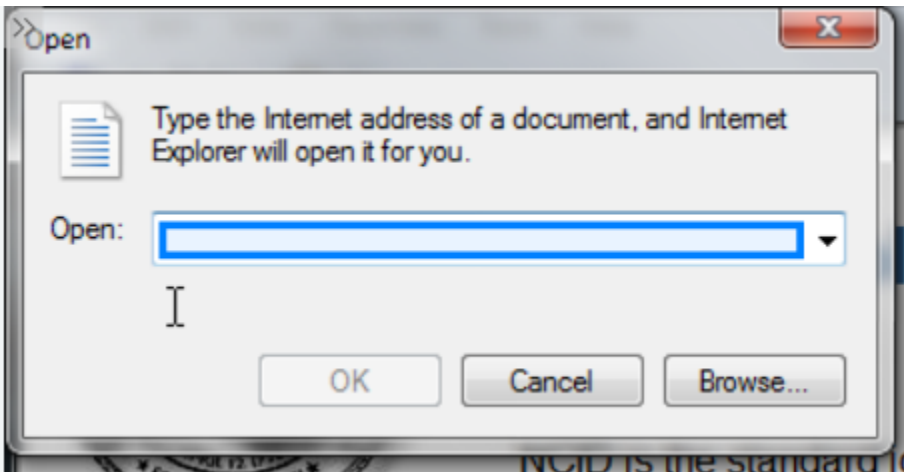 Open
Type the Internet address of a document, and Internet
Explorer will open it for you.
Open:
OK
Cancel
Browse...
NCID is the standard